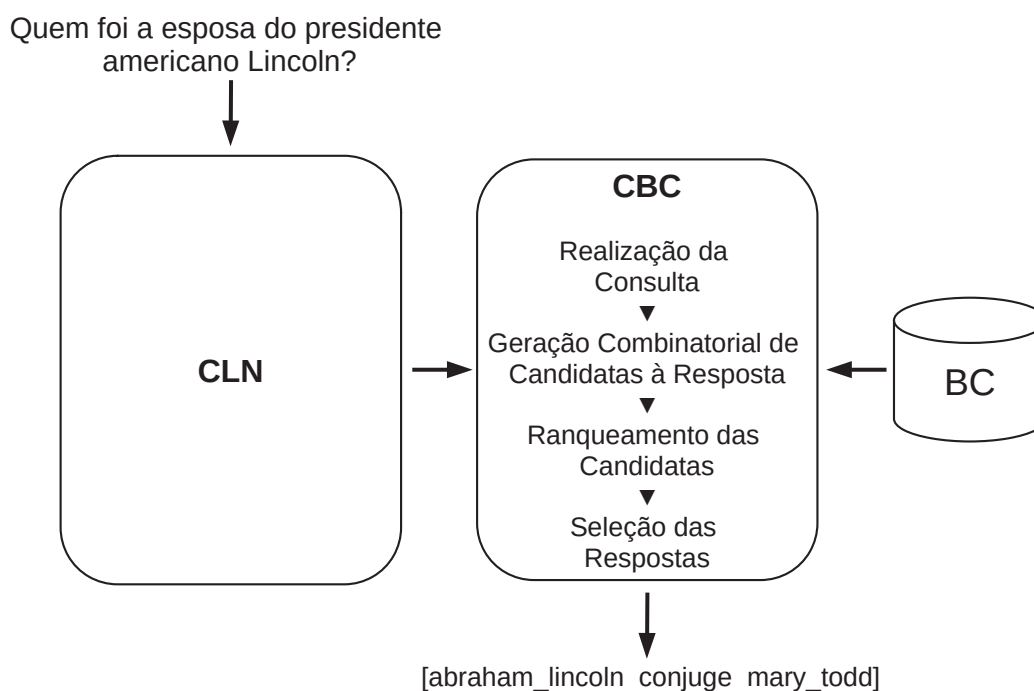 Quem foi a esposa do presidente
americano Lincoln?
CLN
CBC
Realização da
Consulta
Geração Combinatorial de
Candidatas à Resposta
Ranqueamento das
Candidatas
Seleção das
Respostas
BC
[abraham_lincoln conjuge mary_todd]